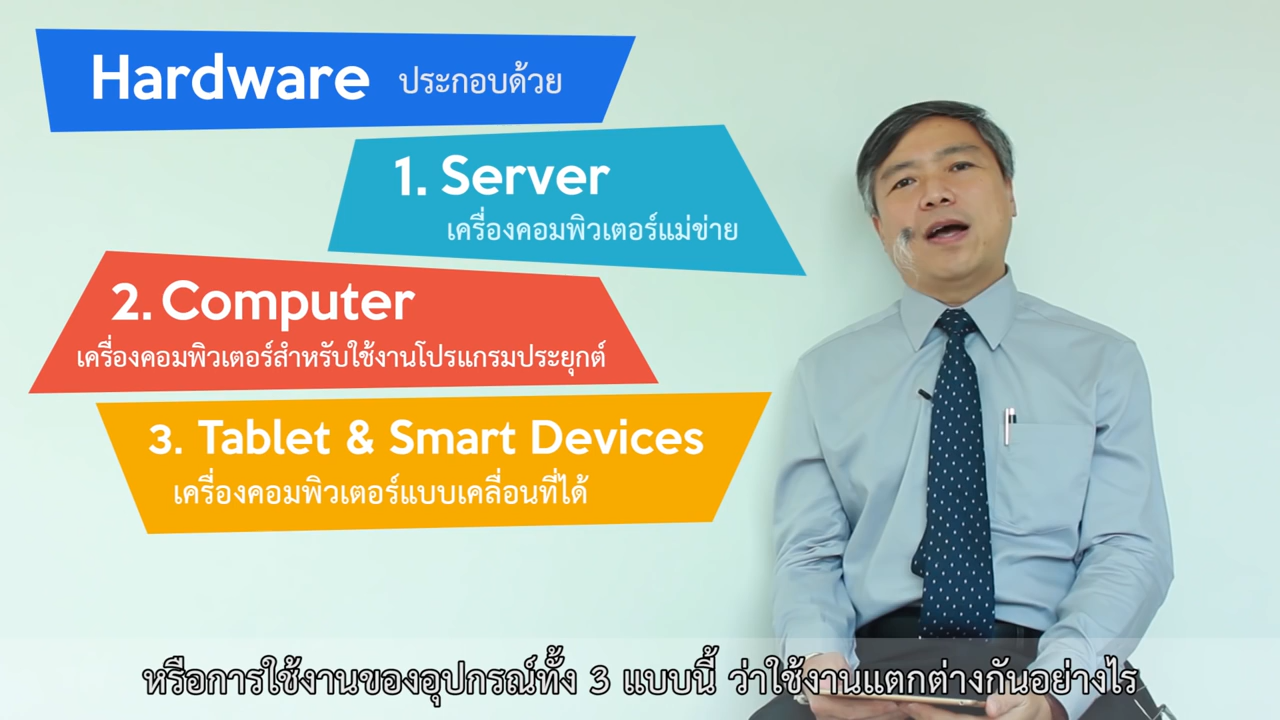 Hardware ประกอบด้วย
1. Server
เครื่องคอมพิวเตอร์แม่ข่าย
2. Computer
เครื่องคอมพิวเตอร์สำหรับใช้งานโปรแกรมประยุกต์
3. Tablet & Smart Devices
เครื่องคอมพิวเตอร์แบบเคลื่อนที่ได้
หรือการใช้งานของอุปกรณ์ทั้ง 3 แบบนี้ ว่าใช้งานแตกต่างกันอย่างไร